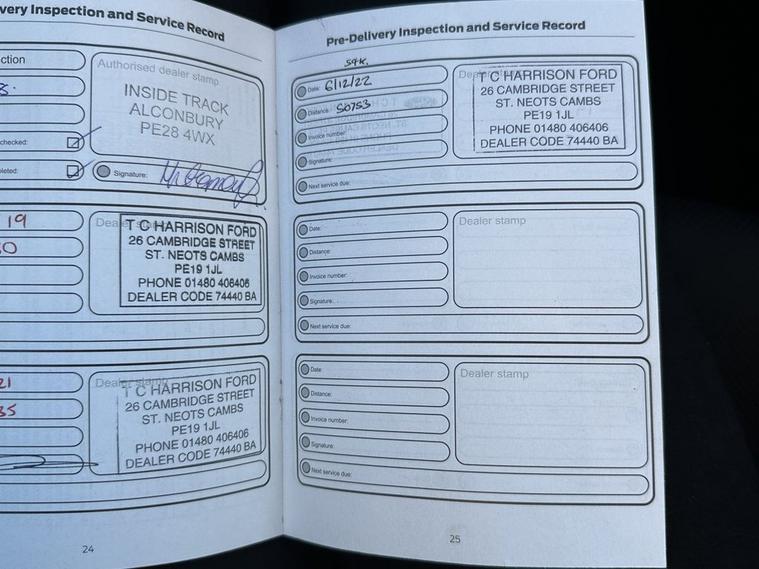 very Inspection and Service Record
ction
checked:
leted:
Authorised dealer stamp
INSIDE TRACK
ALCONBURY
PE28 4WX
Signature:
19
Dealer stamp
T C HARRISON FORD
26 CAMBRIDGE STREET
ST. NEOTS CAMBS
PE19 1JL
PHONE 01480 406406
DEALER CODE 74440 BA
21
35
Dealer stamp
T C HARRISON FORD
26 CAMBRIDGE STREET
ST. NEOTS CAMBS
PE19 1JL
PHONE 01480 406406
DEALER CODE 74440 BA
24
Pre-Delivery Inspection and Service Record
Date: 6/12/22
Distance: 50753
Invoice number:
Signature:
Next service due:
Dealer stamp
T C HARRISON FORD
26 CAMBRIDGE STREET
ST. NEOTS CAMBS
PE19 1JL
PHONE 01480 406406
DEALER CODE 74440 BA
Date:
Distance:
Invoice number:
Signature:
Next service due:
Dealer stamp
Date:
Distance:
Invoice number:
Signature:
Next service due:
Dealer stamp
25